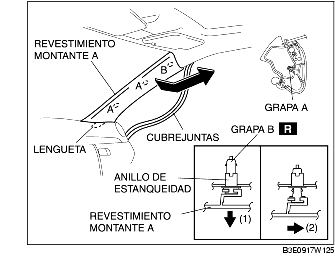 REVESTIMIENTO
MONTANTE A
B
A
A
GRAPA A
LENGUETA
CUBREJUNTAS
GRAPA B R
ANILLO DE
ESTANQUEIDAD
REVESTIMIENTO
MONTANTE A
(1)
(2)
B3E0917W125